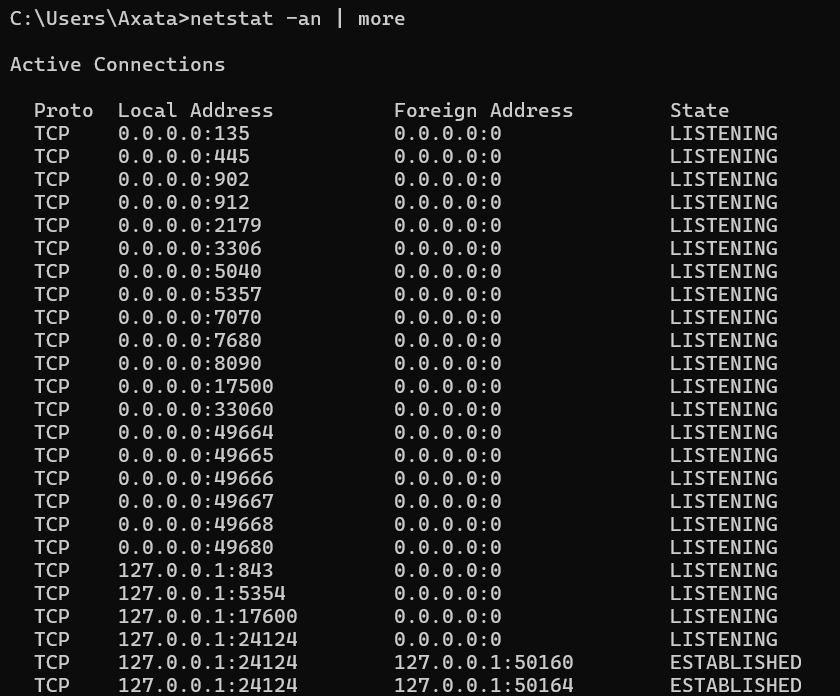 C:\Users\Axata>netstat -an | more
Active Connections
Proto Local Address Foreign Address State
TCP 0.0.0.0:135 0.0.0.0:0 LISTENING
TCP 0.0.0.0:445 0.0.0.0:0 LISTENING
TCP 0.0.0.0:902 0.0.0.0:0 LISTENING
TCP 0.0.0.0:912 0.0.0.0:0 LISTENING
TCP 0.0.0.0:2179 0.0.0.0:0 LISTENING
TCP 0.0.0.0:3306 0.0.0.0:0 LISTENING
TCP 0.0.0.0:5040 0.0.0.0:0 LISTENING
TCP 0.0.0.0:5357 0.0.0.0:0 LISTENING
TCP 0.0.0.0:7070 0.0.0.0:0 LISTENING
TCP 0.0.0.0:7680 0.0.0.0:0 LISTENING
TCP 0.0.0.0:8090 0.0.0.0:0 LISTENING
TCP 0.0.0.0:17500 0.0.0.0:0 LISTENING
TCP 0.0.0.0:33060 0.0.0.0:0 LISTENING
TCP 0.0.0.0:49664 0.0.0.0:0 LISTENING
TCP 0.0.0.0:49665 0.0.0.0:0 LISTENING
TCP 0.0.0.0:49666 0.0.0.0:0 LISTENING
TCP 0.0.0.0:49667 0.0.0.0:0 LISTENING
TCP 0.0.0.0:49668 0.0.0.0:0 LISTENING
TCP 0.0.0.0:49680 0.0.0.0:0 LISTENING
TCP 127.0.0.1:843 0.0.0.0:0 LISTENING
TCP 127.0.0.1:5354 0.0.0.0:0 LISTENING
TCP 127.0.0.1:17600 0.0.0.0:0 LISTENING
TCP 127.0.0.1:24124 0.0.0.0:0 LISTENING
TCP 127.0.0.1:24124 127.0.0.1:50160 ESTABLISHED
TCP 127.0.0.1:24124 127.0.0.1:50164 ESTABLISHED